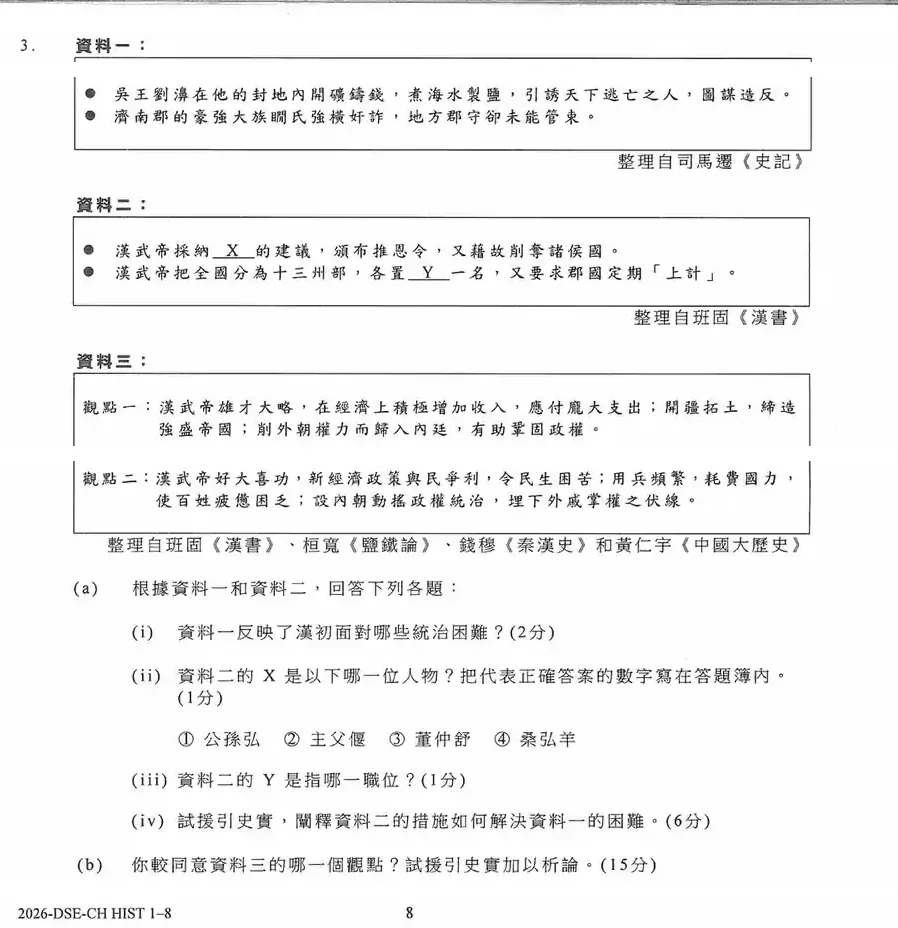 3. 資料一：
● 吳王劉濞在他的封地內開礦鑄錢，煮海水製鹽，引誘天下逃亡之人，圖謀造反。
● 濟南郡的豪強大族瞯氏強橫奸詐，地方郡守卻未能管束。
整理自司馬遷《史記》
資料二：
● 漢武帝採納 X 的建議，頒布推恩令，又藉故削奪諸侯國。
● 漢武帝把全國分為十三州部，各置 Y 一名，又要求郡國定期「上計」。
整理自班固《漢書》
資料三：
觀點一：漢武帝雄才大略，在經濟上積極增加收入，應付龐大支出；開疆拓土，締造
強盛帝國；削外朝權力而歸入內廷，有助鞏固政權。
觀點二：漢武帝好大喜功，新經濟政策與民爭利，令民生困苦；用兵頻繁，耗費國力，
使百姓疲憊困乏；設內朝動搖政權統治，埋下外戚掌權之伏線。
整理自班固《漢書》、桓寬《鹽鐵論》、錢穆《秦漢史》和黃仁宇《中國大歷史》
(a) 根據資料一和資料二，回答下列各題：
(i) 資料一反映了漢初面對哪些統治困難？(2分)
(ii) 資料二的 X 是以下哪一位人物？把代表正確答案的數字寫在答題簿內。
(1分)
① 公孫弘 ② 主父偃 ③ 董仲舒 ④ 桑弘羊
(iii) 資料二的 Y 是指哪一職位？(1分)
(iv) 試援引史實，闡釋資料二的措施如何解決資料一的困難。(6分)
(b) 你較同意資料三的哪一個觀點？試援引史實加以析論。(15分)
2026-DSE-CH HIST 1–8 8